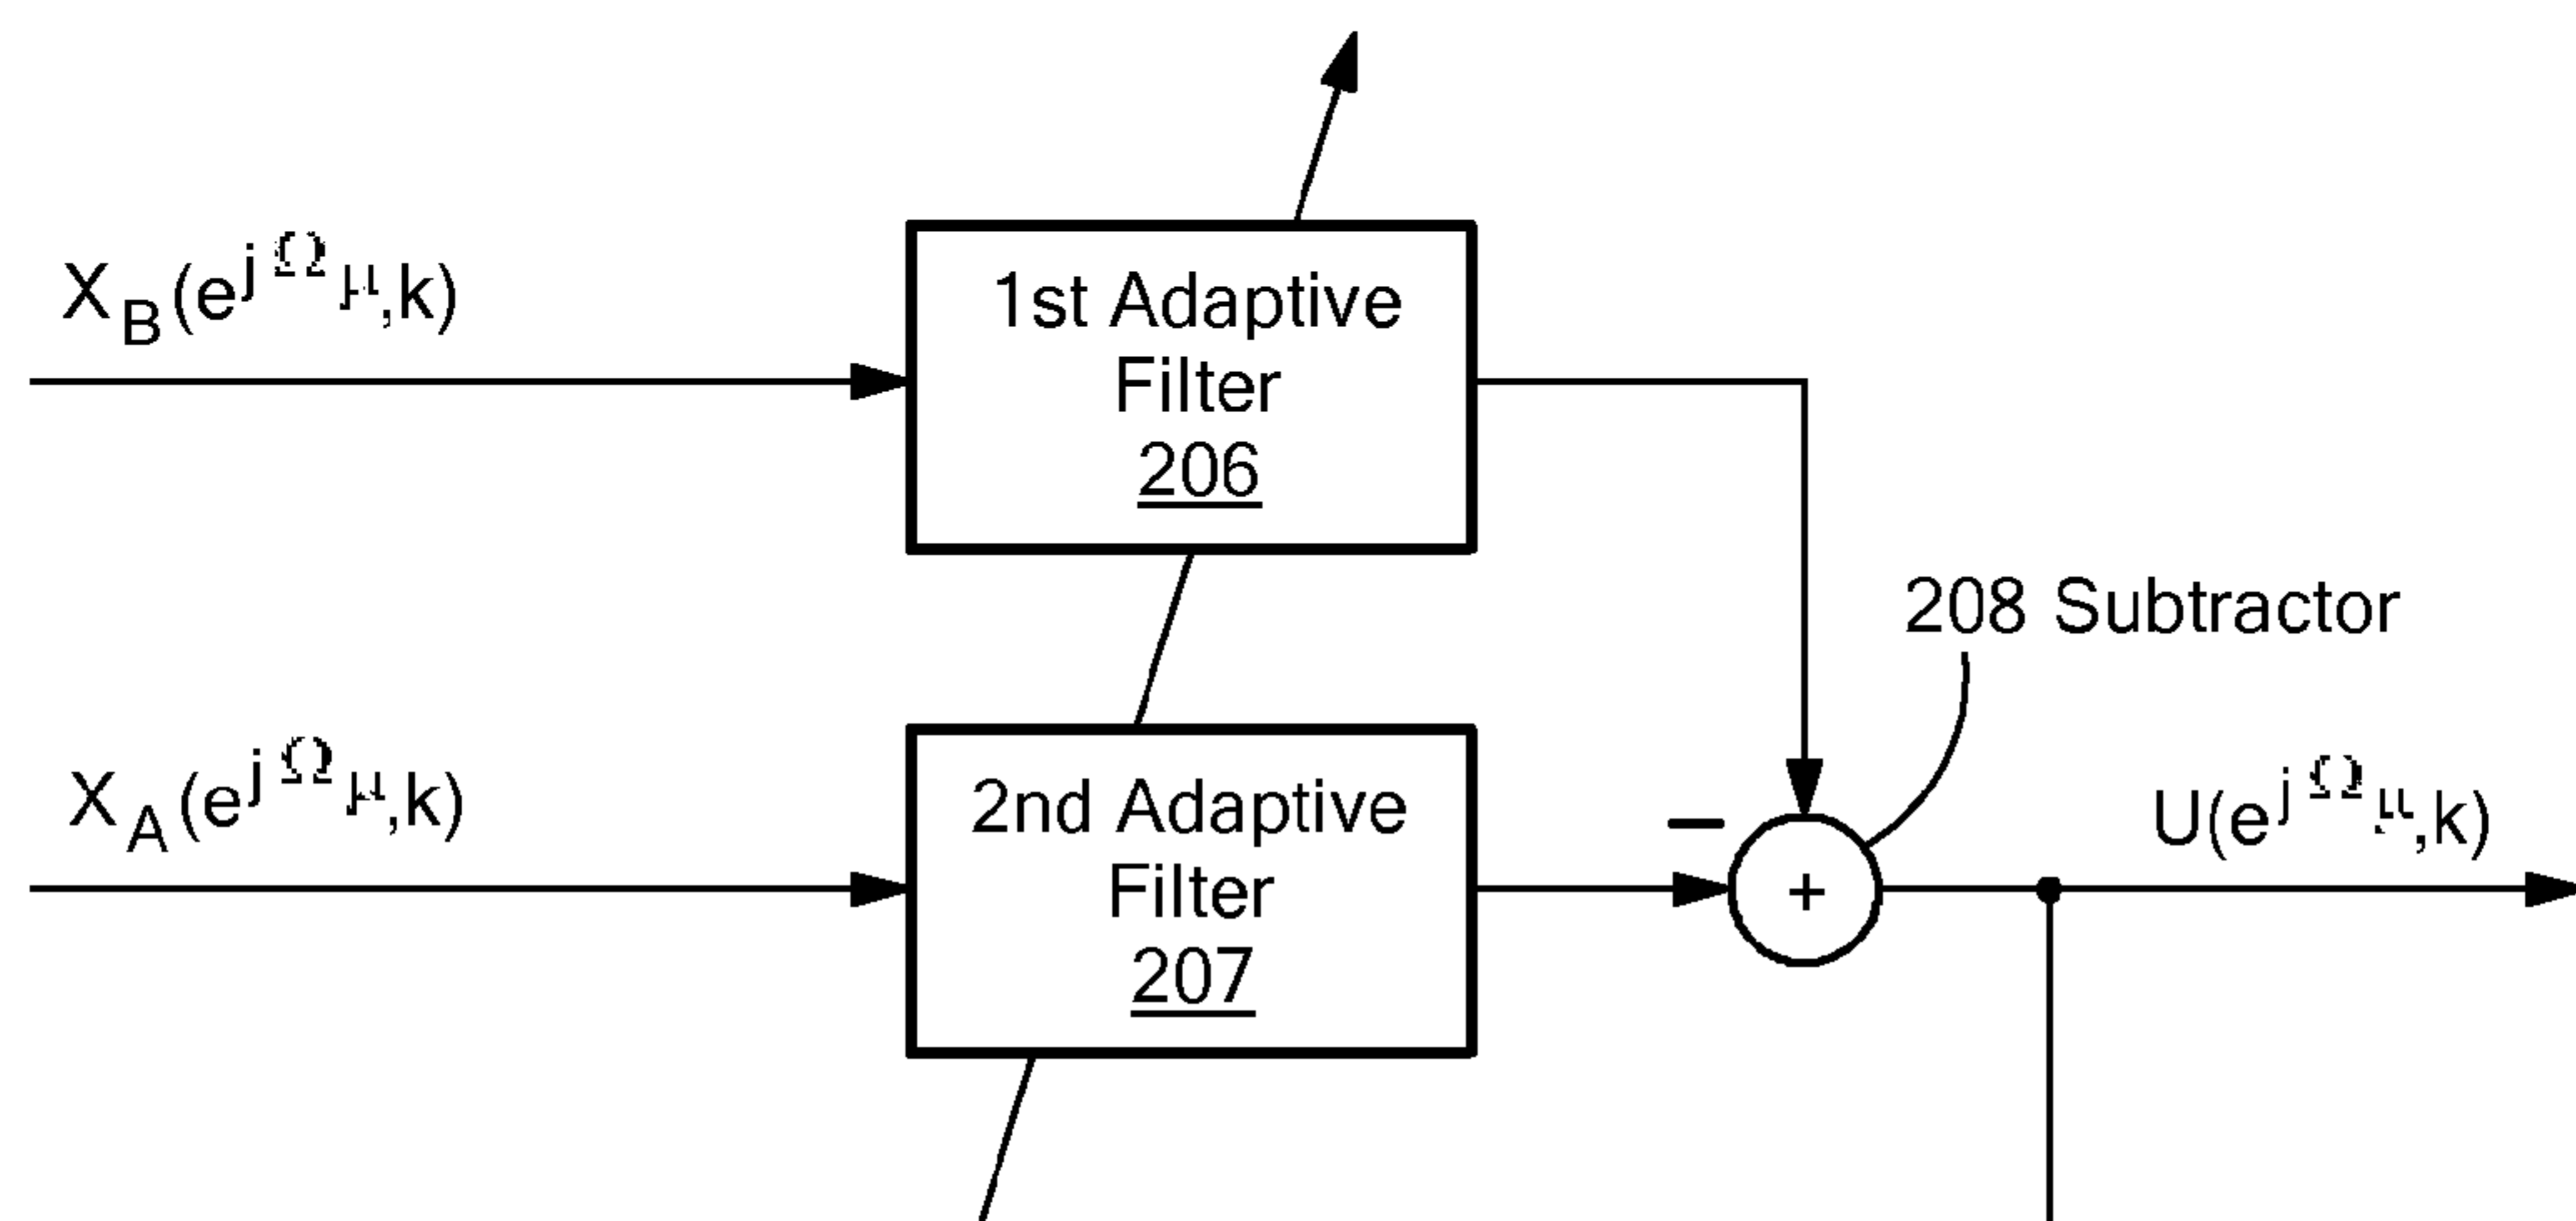 X_B(e^{jΩ_μ},k)
1st Adaptive
Filter
206
208 Subtractor
X_A(e^{jΩ_μ},k)
2nd Adaptive
Filter
207
−
+
U(e^{jΩ_μ},k)